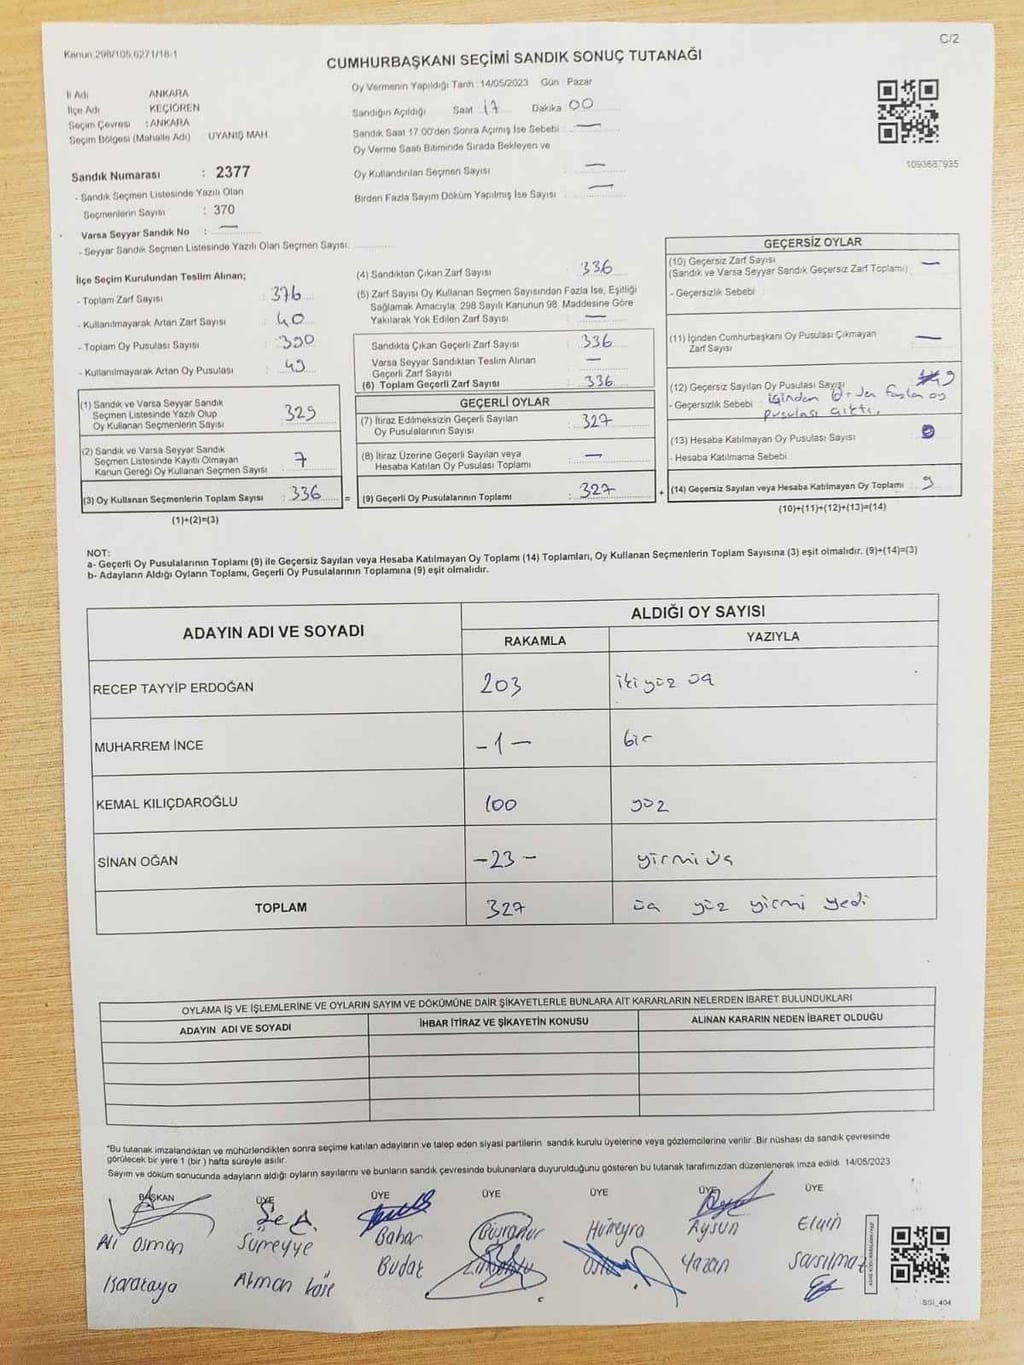 Kanun 298/105,6271/18-1
C/2
CUMHURBAŞKANI SEÇİMİ SANDIK SONUÇ TUTANAĞI
İl Adı ANKARA
İlçe Adı : KEÇİÖREN
Seçim Çevresi : ANKARA
Seçim Bölgesi (Mahalle Adı) UYANIŞ MAH.
Sandık Numarası : 2377
- Sandık Seçmen Listesinde Yazılı Olan
Seçmenlerin Sayısı : 370
Varsa Seyyar Sandık No : —
- Seyyar Sandık Seçmen Listesinde Yazılı Olan Seçmen Sayısı:
Oy Vermenin Yapıldığı Tarih : 14/05/2023 Gün : Pazar
Sandığın Açıldığı Saat 17 Dakika 00
Sandık Saat 17:00'den Sonra Açımış İse Sebebi : —
Oy Verme Saati Bitiminde Sırada Bekleyen ve
Oy Kullandırılan Seçmen Sayısı : —
Birden Fazla Sayım Döküm Yapılmış İse Sayısı : —
1093687935
İlçe Seçim Kurulundan Teslim Alınan;
- Toplam Zarf Sayısı : 376
- Kullanılmayarak Artan Zarf Sayısı : 40
- Toplam Oy Pusulası Sayısı : 390
- Kullanılmayarak Artan Oy Pusulası : 49
(1) Sandık ve Varsa Seyyar Sandık
Seçmen Listesinde Yazılı Olup
Oy Kullanan Seçmenlerin Sayısı : 329
(2) Sandık ve Varsa Seyyar Sandık
Seçmen Listesinde Kayıtlı Olmayan
Kanun Gereği Oy Kullanan Seçmen Sayısı : 7
(3) Oy Kullanan Seçmenlerin Toplam Sayısı : 336 =
(1)+(2)=(3)
(4) Sandıktan Çıkan Zarf Sayısı : 336
(5) Zarf Sayısı Oy Kullanan Seçmen Sayısından Fazla İse, Eşitliği
Sağlamak Amacıyla; 298 Sayılı Kanunun 98. Maddesine Göre
Yakılarak Yok Edilen Zarf Sayısı : —
Sandıkta Çıkan Geçerli Zarf Sayısı : 336
Varsa Seyyar Sandıktan Teslim Alınan
Geçerli Zarf Sayısı : —
(6) Toplam Geçerli Zarf Sayısı : 336
GEÇERLİ OYLAR
(7) İtiraz Edilmeksizin Geçerli Sayılan
Oy Pusulalarının Sayısı : 327
(8) İtiraz Üzerine Geçerli Sayılan veya
Hesaba Katılan Oy Pusulası Toplamı : —
(9) Geçerli Oy Pusulalarının Toplamı : 327 +
GEÇERSİZ OYLAR
(10) Geçersiz Zarf Sayısı
(Sandık ve Varsa Seyyar Sandık Geçersiz Zarf Toplamı) : —
- Geçersizlik Sebebi :
(11) İçinden Cumhurbaşkanı Oy Pusulası Çıkmayan
Zarf Sayısı : —
(12) Geçersiz Sayılan Oy Pusulası Sayısı : 9
- Geçersizlik Sebebi : içinden birden fazla oy
pusulası çıktı.
(13) Hesaba Katılmayan Oy Pusulası Sayısı :
- Hesaba Katılmama Sebebi :
(14) Geçersiz Sayılan veya Hesaba Katılmayan Oy Toplamı : 9
(10)+(11)+(12)+(13)=(14)
NOT:
a- Geçerli Oy Pusulalarının Toplamı (9) ile Geçersiz Sayılan veya Hesaba Katılmayan Oy Toplamı (14) Toplamları, Oy Kullanan Seçmenlerin Toplam Sayısına (3) eşit olmalıdır. (9)+(14)=(3)
b- Adayların Aldığı Oyların Toplamı, Geçerli Oy Pusulalarının Toplamına (9) eşit olmalıdır.
ADAYIN ADI VE SOYADI
ALDIĞI OY SAYISI
RAKAMLA YAZIYLA
RECEP TAYYİP ERDOĞAN 203 iki yüz üç
MUHARREM İNCE -1- bir
KEMAL KILIÇDAROĞLU 100 yüz
SİNAN OĞAN -23- yirmi üç
TOPLAM 327 üç yüz yirmi yedi
OYLAMA İŞ VE İŞLEMLERİNE VE OYLARIN SAYIM VE DÖKÜMÜNE DAİR ŞİKAYETLERLE BUNLARA AİT KARARLARIN NELERDEN İBARET BULUNDUKLARI
ADAYIN ADI VE SOYADI İHBAR İTİRAZ VE ŞİKAYETİN KONUSU ALINAN KARARIN NEDEN İBARET OLDUĞU
*Bu tutanak imzalandıktan ve mühürlendikten sonra seçime katılan adayların ve talep eden siyasi partilerin sandık kurulu üyelerine veya gözlemcilerine verilir. Bir nüshası da sandık çevresinde
görülecek bir yere 1 (bir) hafta süreyle asılır.
Sayım ve döküm sonucunda adayların aldığı oyların sayılarını ve bunların sandık çevresinde bulunanlara duyurulduğunu gösteren bu tutanak tarafımızdan düzenlenerek imza edildi. 14/05/2023
BAŞKAN ÜYE ÜYE ÜYE ÜYE ÜYE ÜYE
Ali Osman Sümeyye Bahar Hümeyra Aysun Elçin
Karataya Atman Köse Budat Yazan Sarsılmaz
SSİ_404